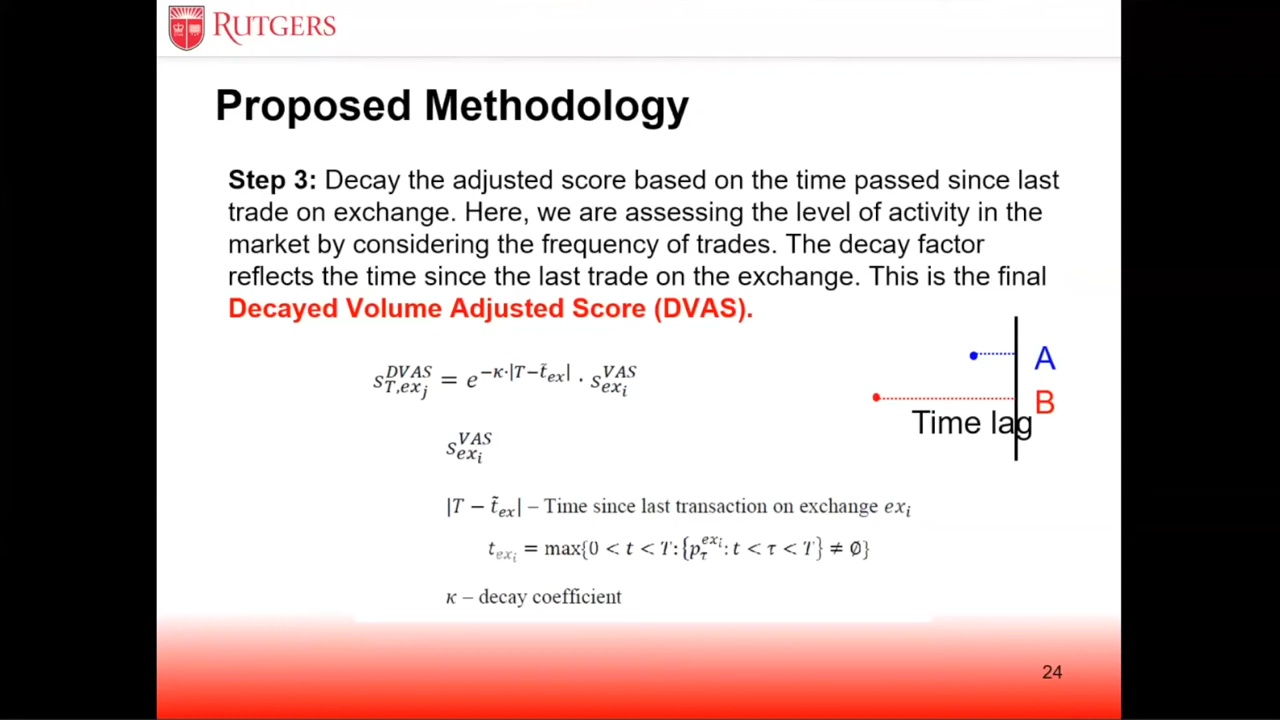 RUTGERS
Proposed Methodology
Step 3: Decay the adjusted score based on the time passed since last
trade on exchange. Here, we are assessing the level of activity in the
market by considering the frequency of trades. The decay factor
reflects the time since the last trade on the exchange. This is the final
Decayed Volume Adjusted Score (DVAS).
A
B
Time lag
s_{T,ex_j}^{DVAS} = e^{-κ·|T-t̃_{ex}|} · s_{ex_i}^{VAS}
s_{ex_i}^{VAS}
|T − t̃_{ex}| – Time since last transaction on exchange ex_i
t_{ex_i} = max{0 < t < T: {p_τ^{ex_i}: t < τ < T} ≠ ∅}
κ – decay coefficient
24